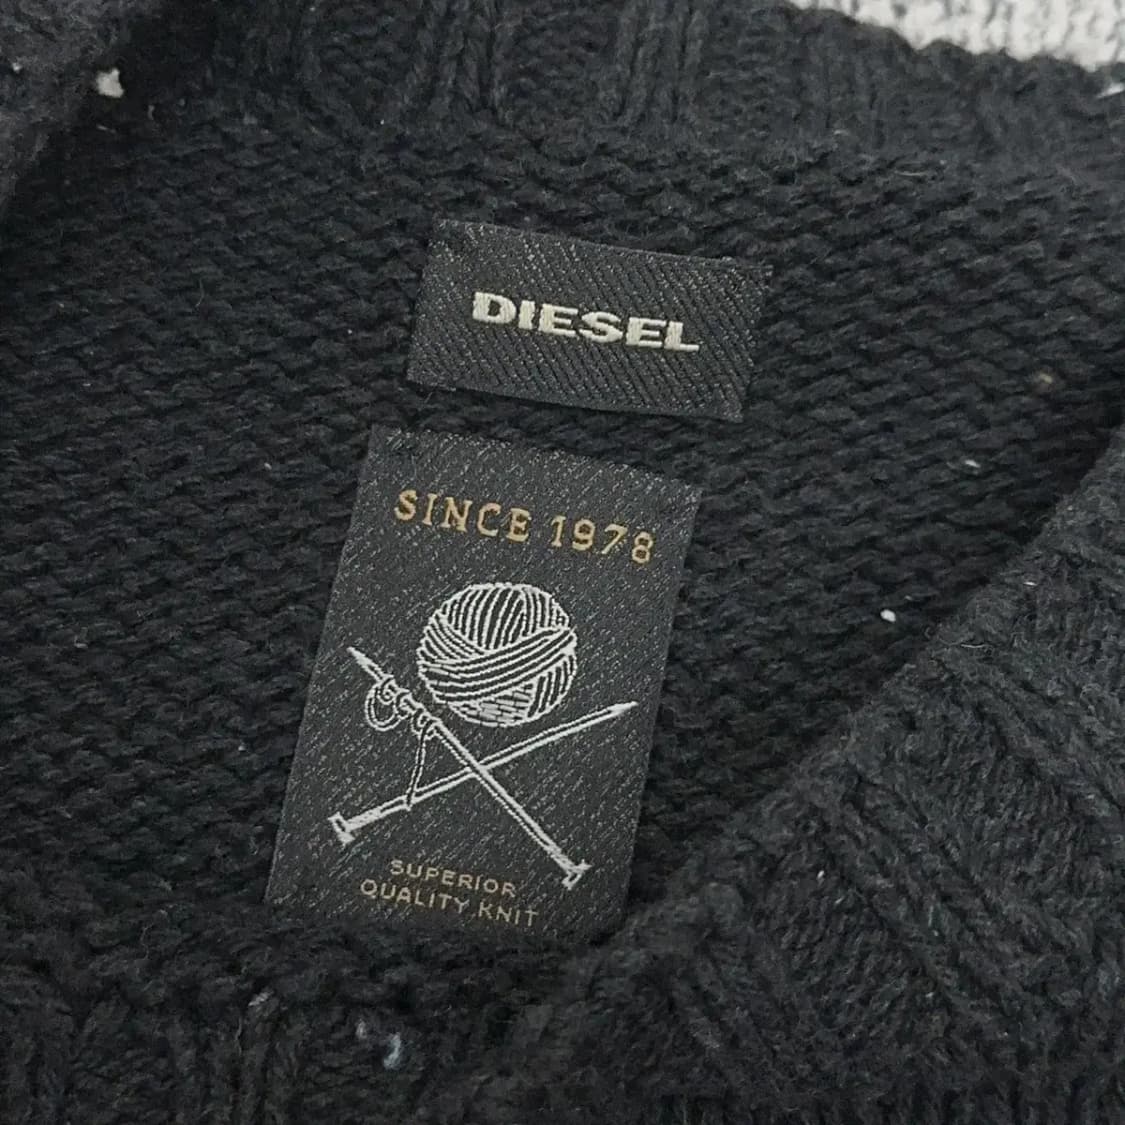 DIESEL
SINCE 1978
SUPERIOR
QUALITY KNIT